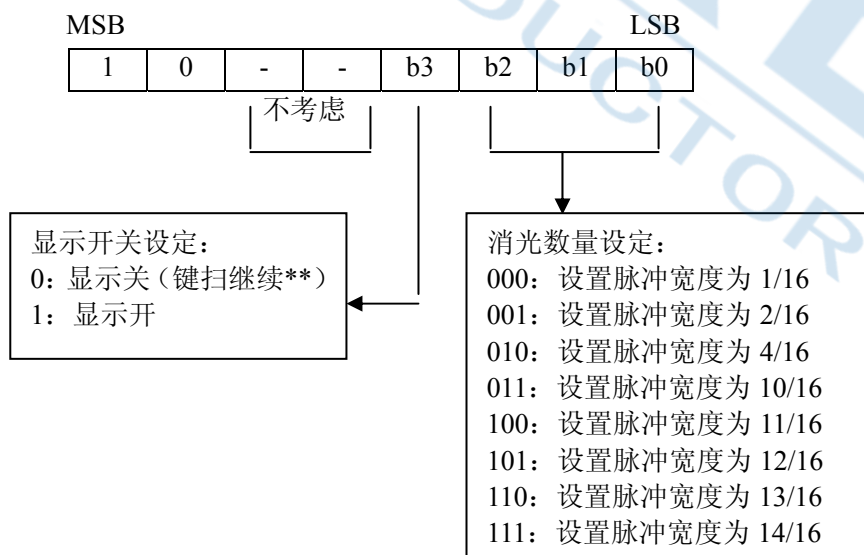 MSB LSB
1 0 - - b3 b2 b1 b0
不考虑
显示开关设定：
0：显示关（键扫继续**）
1：显示开
消光数量设定：
000：设置脉冲宽度为 1/16
001：设置脉冲宽度为 2/16
010：设置脉冲宽度为 4/16
011：设置脉冲宽度为 10/16
100：设置脉冲宽度为 11/16
101：设置脉冲宽度为 12/16
110：设置脉冲宽度为 13/16
111：设置脉冲宽度为 14/16
UCTOR